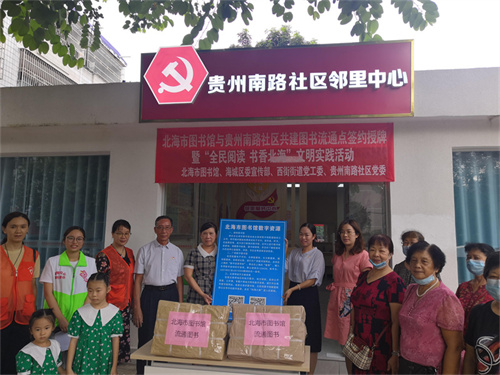 贵州南路社区邻里中心
北海市图书馆与贵州南路社区共建图书流通点签约授牌
暨“全民阅读 书香北海”文明实践活动
北海市图书馆、海城区委宣传部、西街街道党工委、贵州南路社区党委
北海市图书馆数字资源
北海市图书馆
流通图书
北海市图书馆
流通图书